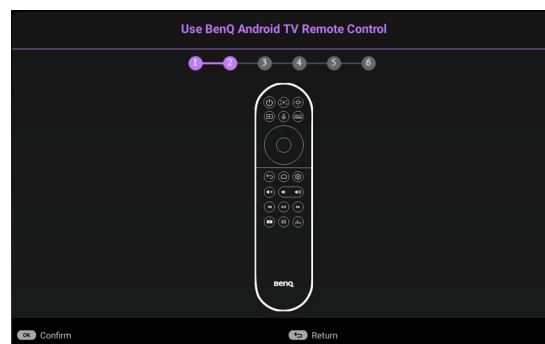 Use BenQ Android TV Remote Control
1 2 3 4 5 6
BenQ
OK Confirm
Return